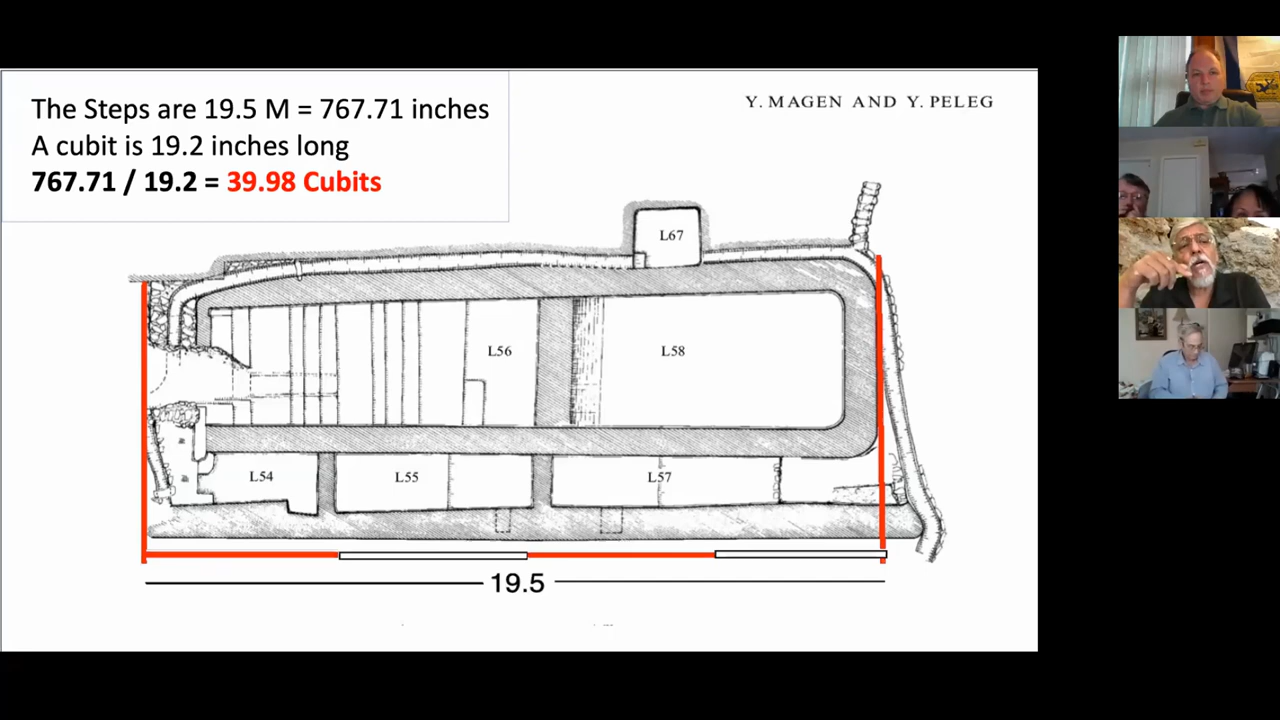 The Steps are 19.5 M = 767.71 inches
A cubit is 19.2 inches long
767.71 / 19.2 = 39.98 Cubits
Y. MAGEN AND Y. PELEG
L67
L56
L58
L54
L55
L57
19.5